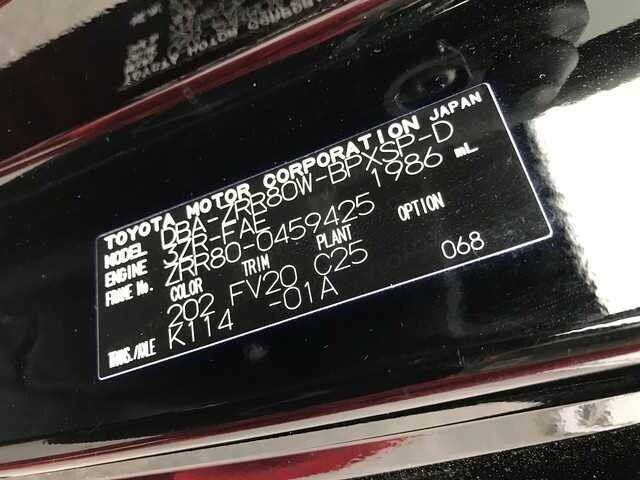 TOYOTA MOTOR CORPORATION JAPAN
MODEL DBA-ZRR80W-BPXSP-D
ENGINE 3ZR-FAE 1986 mL
FRAME No. ZRR80-0459425
COLOR TRIM PLANT OPTION
202 FV20 C25
TRANS./AXLE K114 -01A 068